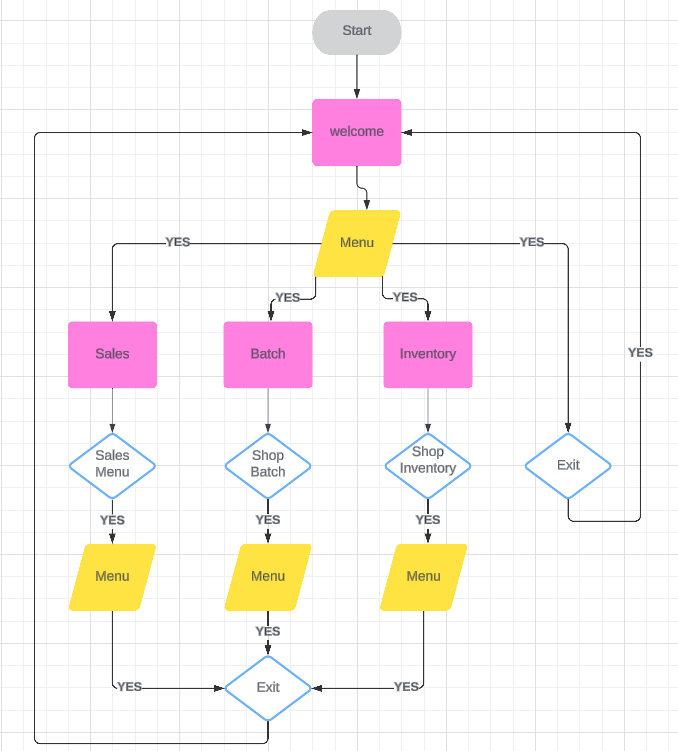 Start
welcome
Menu
YES
YES
YES
YES
Sales
Batch
Inventory
YES
Sales
Menu
Shop
Batch
Shop
Inventory
Exit
YES
YES
YES
Menu
Menu
Menu
YES
YES
Exit
YES